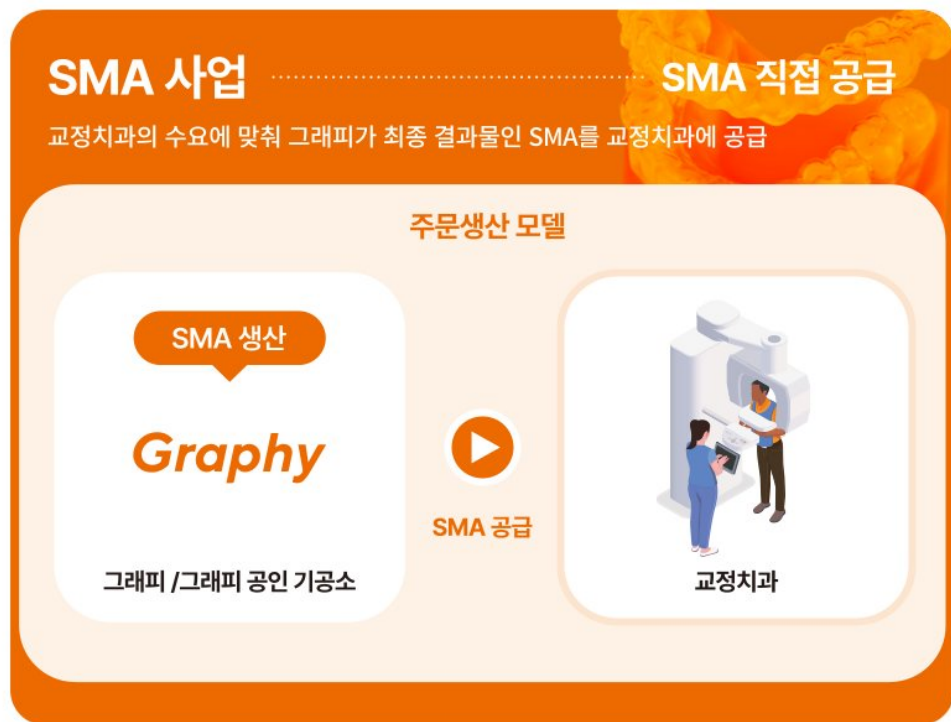 SMA 사업
SMA 직접 공급
교정치과의 수요에 맞춰 그래피가 최종 결과물인 SMA를 교정치과에 공급
주문생산 모델
SMA 생산
Graphy
그래피 /그래피 공인 기공소
SMA 공급
교정치과